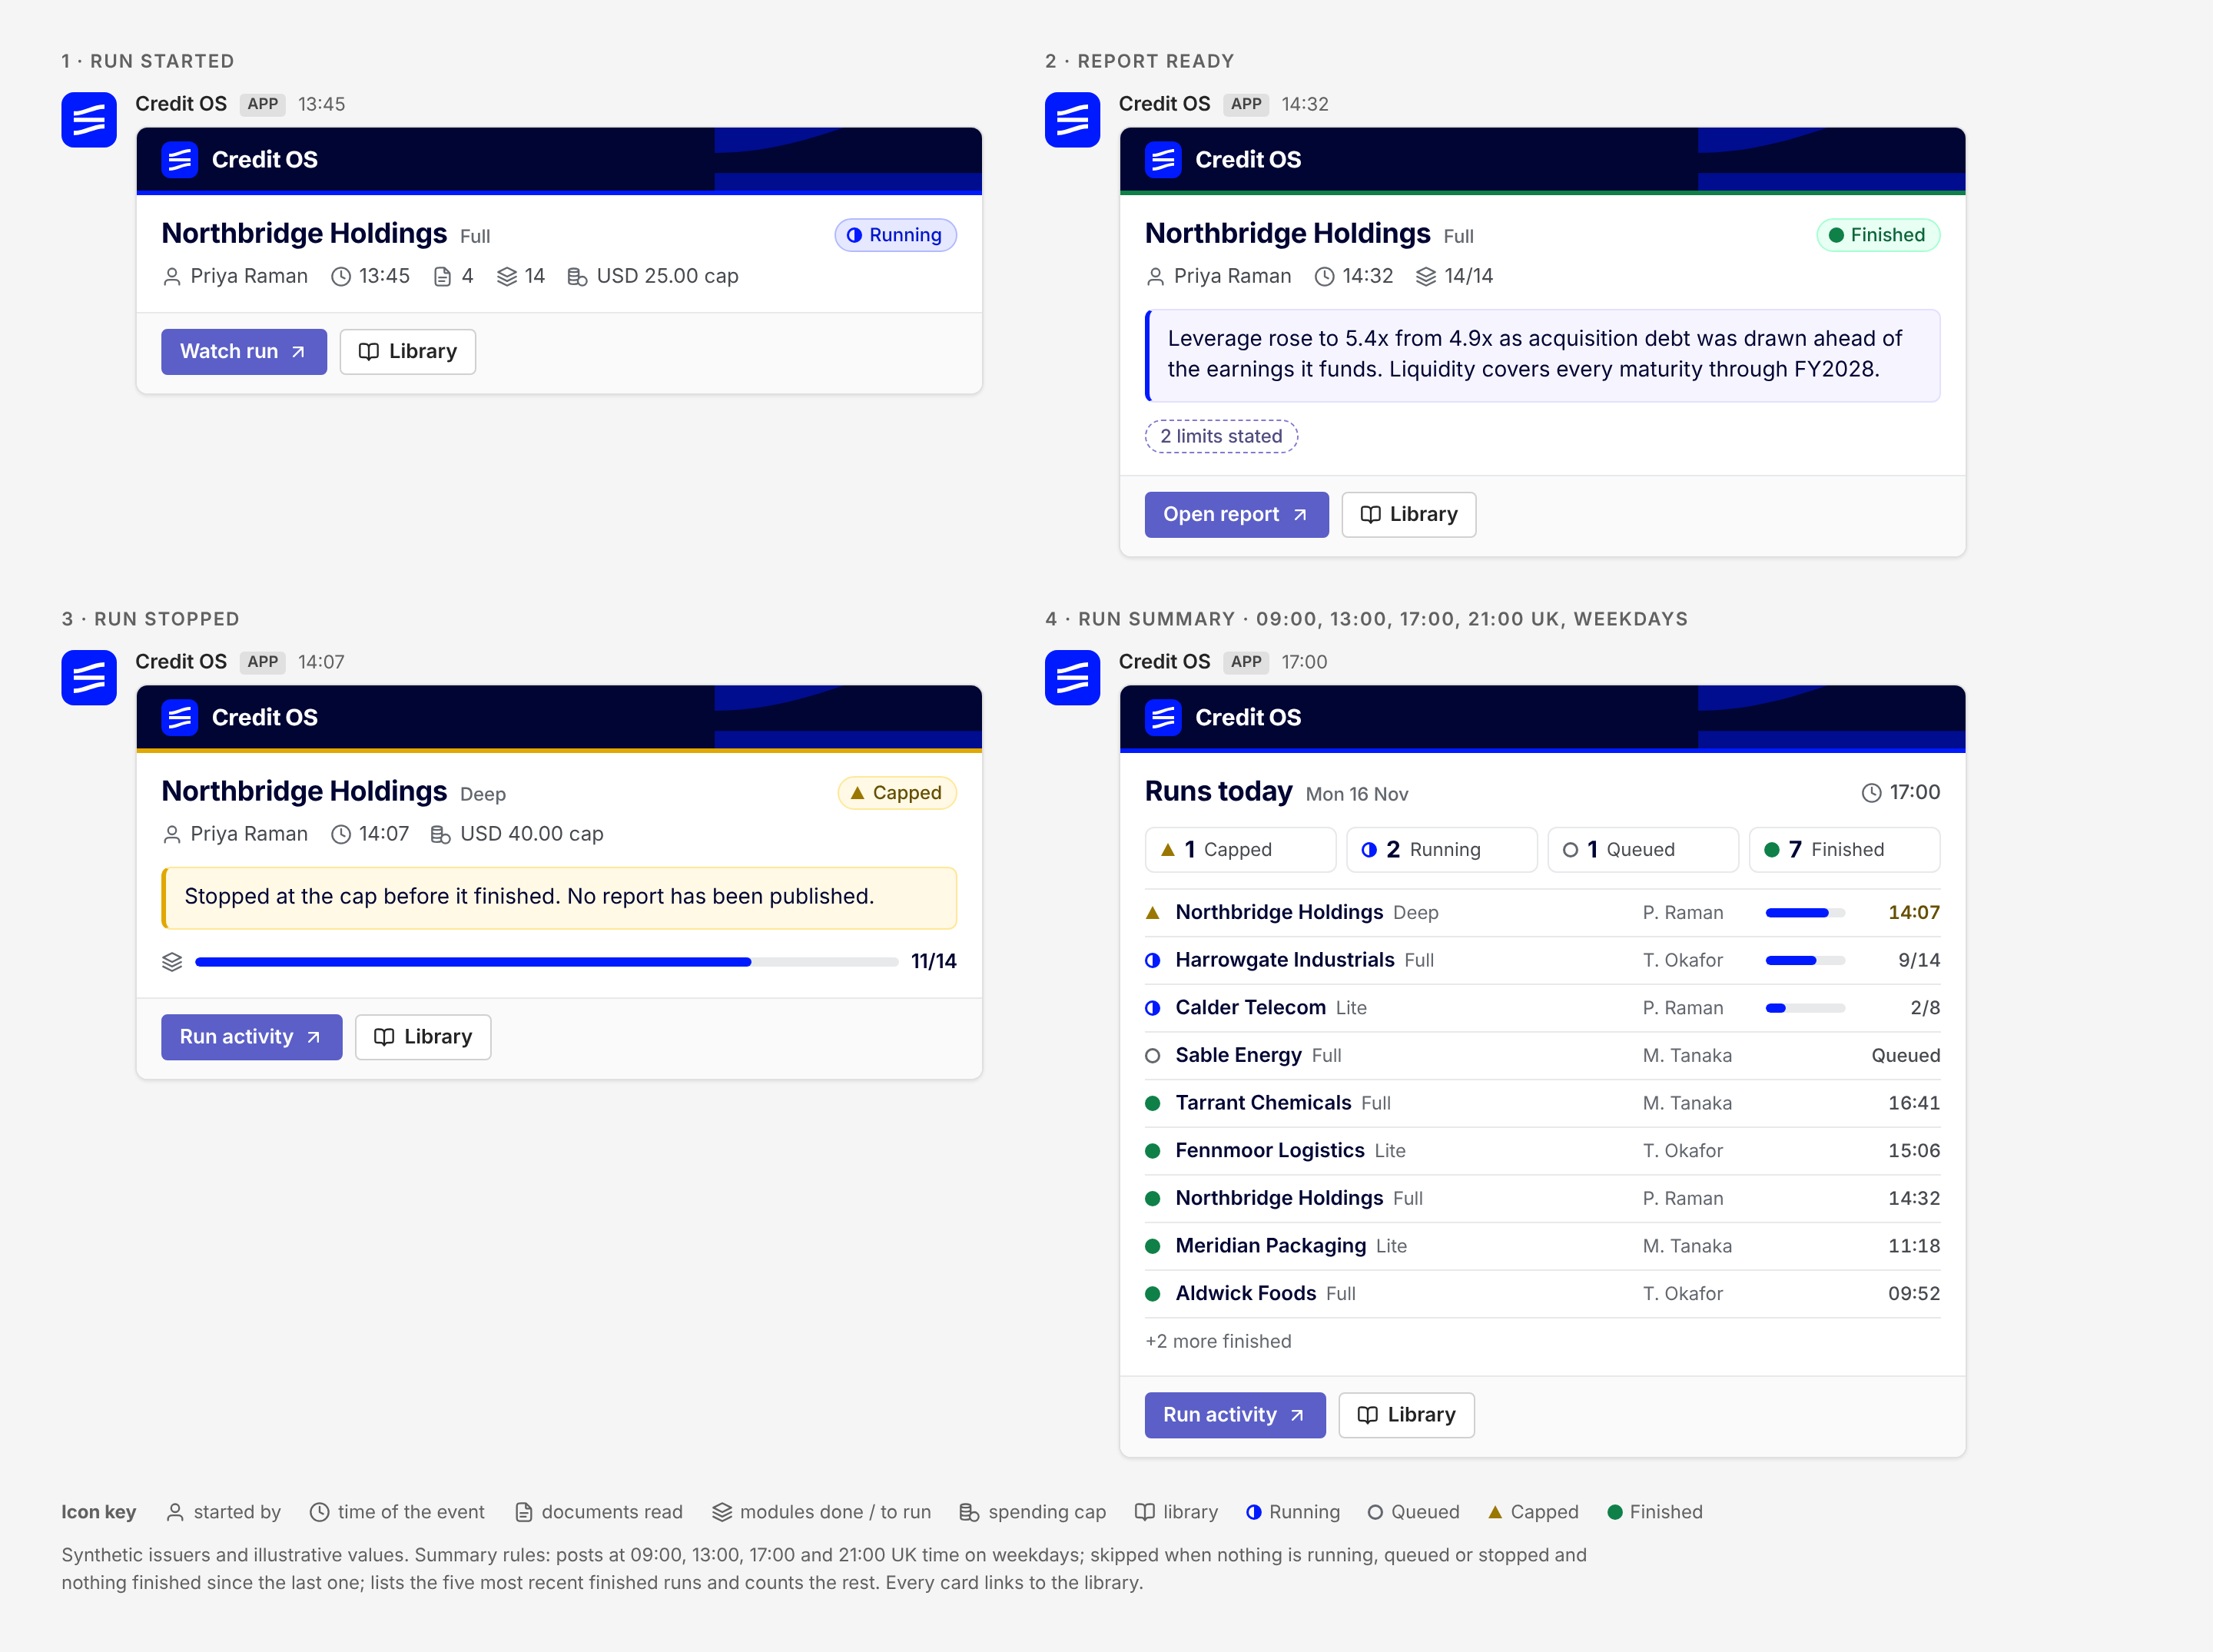 1 · RUN STARTED
Credit OS APP 13:45
Credit OS
Northbridge Holdings Full Running
Priya Raman 13:45 4 14 USD 25.00 cap
Watch run Library
2 · REPORT READY
Credit OS APP 14:32
Credit OS
Northbridge Holdings Full Finished
Priya Raman 14:32 14/14
Leverage rose to 5.4x from 4.9x as acquisition debt was drawn ahead of
the earnings it funds. Liquidity covers every maturity through FY2028.
2 limits stated
Open report Library
3 · RUN STOPPED
Credit OS APP 14:07
Credit OS
Northbridge Holdings Deep Capped
Priya Raman 14:07 USD 40.00 cap
Stopped at the cap before it finished. No report has been published.
11/14
Run activity Library
4 · RUN SUMMARY · 09:00, 13:00, 17:00, 21:00 UK, WEEKDAYS
Credit OS APP 17:00
Credit OS
Runs today Mon 16 Nov 17:00
1 Capped 2 Running 1 Queued 7 Finished
Northbridge Holdings Deep P. Raman 14:07
Harrowgate Industrials Full T. Okafor 9/14
Calder Telecom Lite P. Raman 2/8
Sable Energy Full M. Tanaka Queued
Tarrant Chemicals Full M. Tanaka 16:41
Fennmoor Logistics Lite T. Okafor 15:06
Northbridge Holdings Full P. Raman 14:32
Meridian Packaging Lite M. Tanaka 11:18
Aldwick Foods Full T. Okafor 09:52
+2 more finished
Run activity Library
Icon key started by time of the event documents read modules done / to run spending cap library Running Queued Capped Finished
Synthetic issuers and illustrative values. Summary rules: posts at 09:00, 13:00, 17:00 and 21:00 UK time on weekdays; skipped when nothing is running, queued or stopped and
nothing finished since the last one; lists the five most recent finished runs and counts the rest. Every card links to the library.